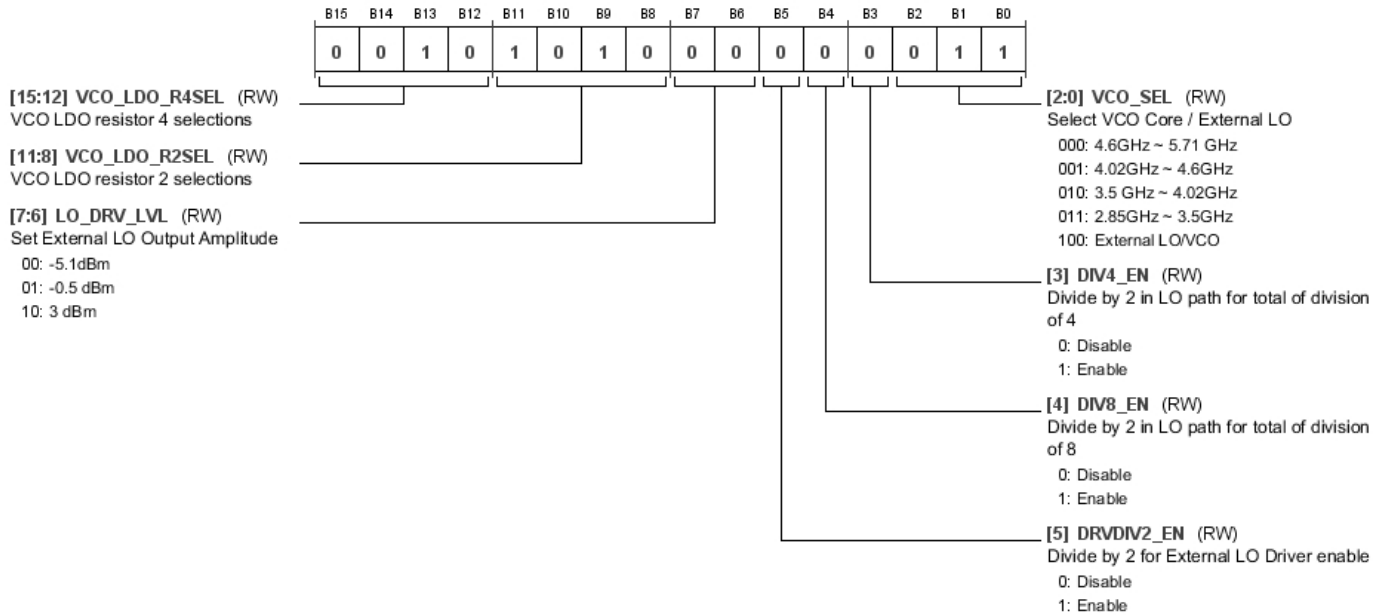 B15 B14 B13 B12 B11 B10 B9 B8 B7 B6 B5 B4 B3 B2 B1 B0
0 0 1 0 1 0 1 0 0 0 0 0 0 0 1 1
[15:12] VCO_LDO_R4SEL (RW)
VCO LDO resistor 4 selections
[11:8] VCO_LDO_R2SEL (RW)
VCO LDO resistor 2 selections
[7:6] LO_DRV_LVL (RW)
Set External LO Output Amplitude
00: -5.1dBm
01: -0.5 dBm
10: 3 dBm
[2:0] VCO_SEL (RW)
Select VCO Core / External LO
000: 4.6GHz ~ 5.71 GHz
001: 4.02GHz ~ 4.6GHz
010: 3.5 GHz ~ 4.02GHz
011: 2.85GHz ~ 3.5GHz
100: External LO/VCO
[3] DIV4_EN (RW)
Divide by 2 in LO path for total of division
of 4
0: Disable
1: Enable
[4] DIV8_EN (RW)
Divide by 2 in LO path for total of division
of 8
0: Disable
1: Enable
[5] DRVDIV2_EN (RW)
Divide by 2 for External LO Driver enable
0: Disable
1: Enable